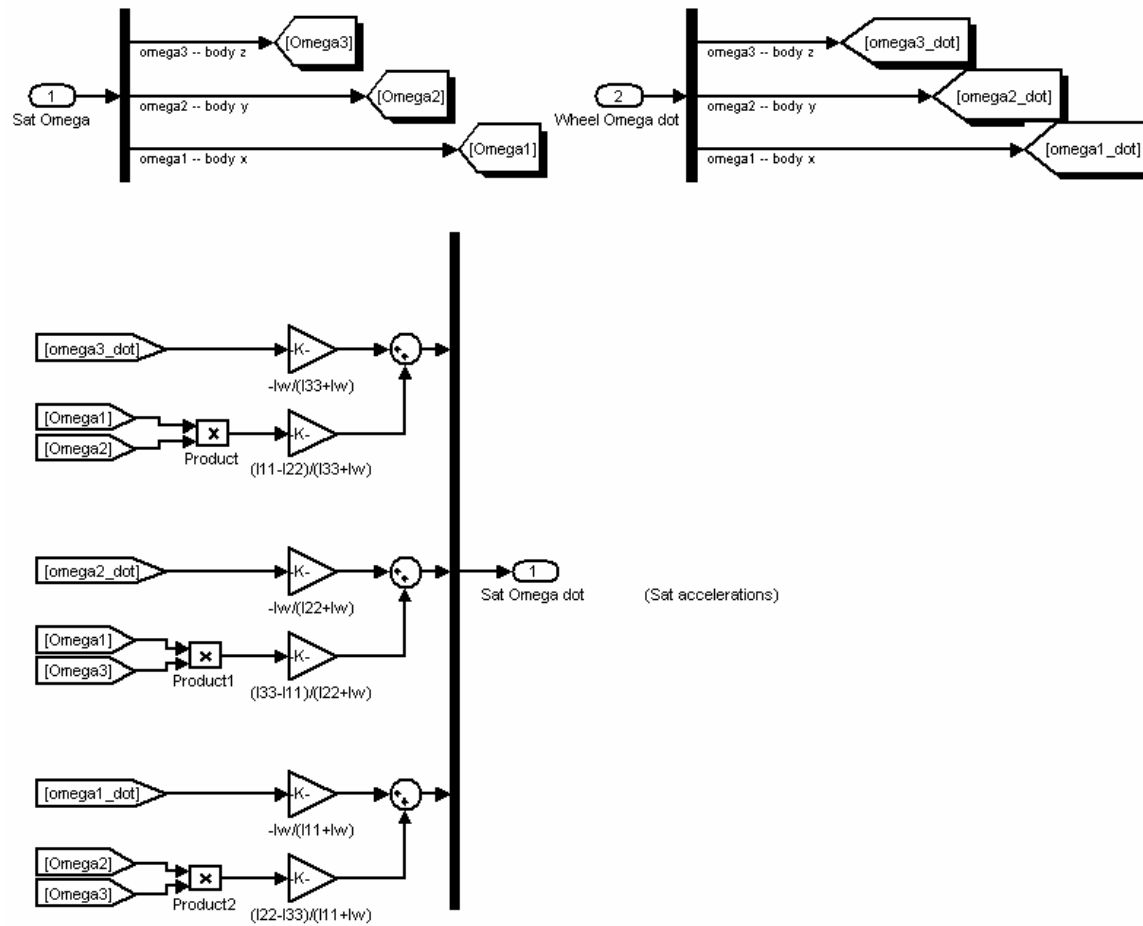 [Omega3]
omega3 -- body z
1
Sat Omega
[Omega2]
omega2 -- body y
[Omega1]
omega1 -- body x
[omega3_dot]
omega3 -- body z
2
Wheel Omega dot
[omega2_dot]
omega2 -- body y
[omega1_dot]
omega1 -- body x
[omega3_dot]
-K-
-Iw/(I33+Iw)
[Omega1]
[Omega2]
x
Product
-K-
(I11-I22)/(I33+Iw)
[omega2_dot]
-K-
-Iw/(I22+Iw)
1
Sat Omega dot
(Sat accelerations)
[Omega1]
[Omega3]
x
Product1
-K-
(I33-I11)/(I22+Iw)
[omega1_dot]
-K-
-Iw/(I11+Iw)
[Omega2]
[Omega3]
x
Product2
-K-
(I22-I33)/(I11+Iw)